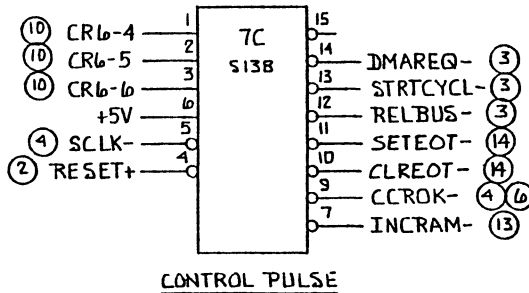 10 CR6-4 1
10 CR6-5 2
10 CR6-6 3
+5V 6
4 SCLK- 5
2 RESET+ 4
7C
S138
15
14 DMAREQ- 3
13 STRTCYCL- 3
12 RELBUS- 3
11 SETEOT- 14
10 CLREOT- 14
9 CCROK- 4 6
7 INCRAM- 13
CONTROL PULSE